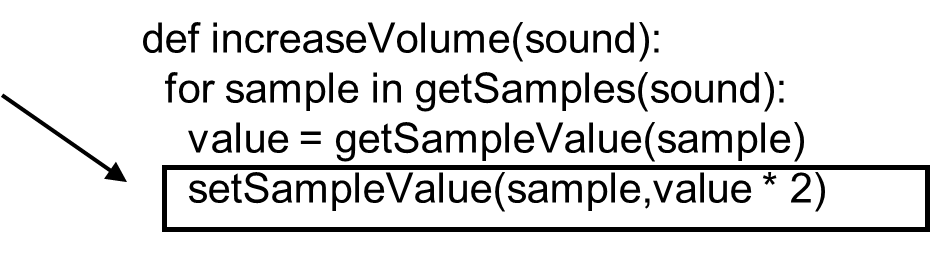 def increaseVolume(sound):
for sample in getSamples(sound):
value = getSampleValue(sample)
setSampleValue(sample,value * 2)